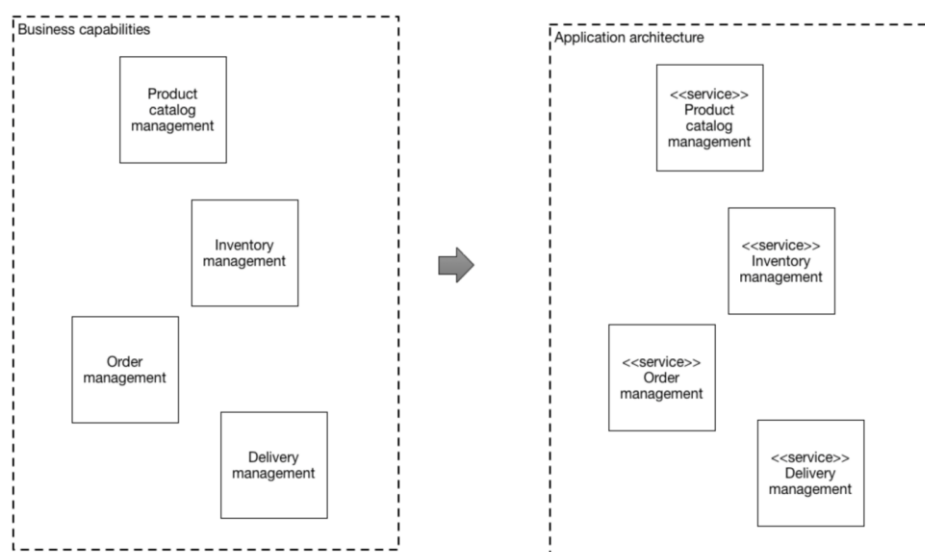 Business capabilities
Product
catalog
management
Inventory
management
Order
management
Delivery
management
Application architecture
<<service>>
Product
catalog
management
<<service>>
Inventory
management
<<service>>
Order
management
<<service>>
Delivery
management